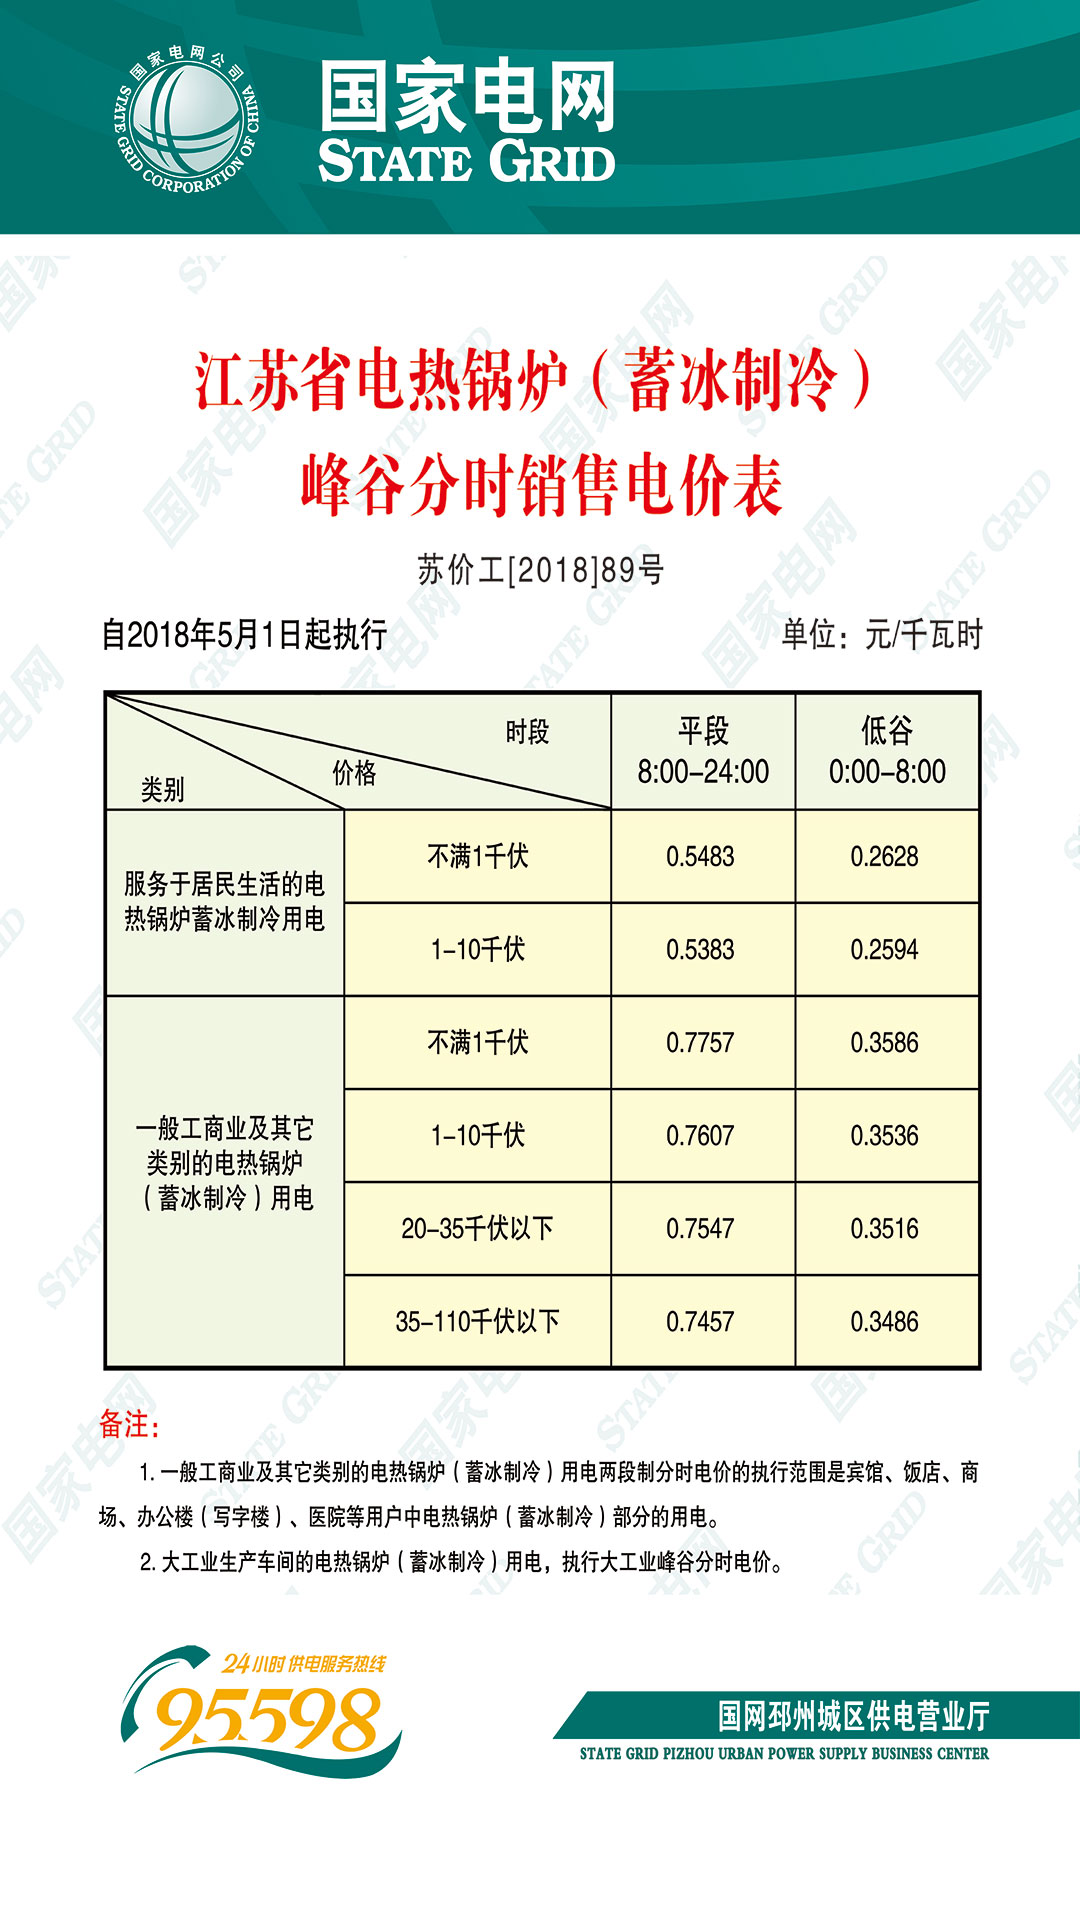 国家电网公司
STATE GRID CORPORATION OF CHINA
国家电网
STATE GRID
江苏省电热锅炉（蓄冰制冷）
峰谷分时销售电价表
苏价工[2018]89号
自2018年5月1日起执行
单位：元/千瓦时
时段
价格
类别
平段
8:00-24:00
低谷
0:00-8:00
服务于居民生活的电
热锅炉蓄冰制冷用电
不满1千伏 0.5483 0.2628
1-10千伏 0.5383 0.2594
一般工商业及其它
类别的电热锅炉
（蓄冰制冷）用电
不满1千伏 0.7757 0.3586
1-10千伏 0.7607 0.3536
20-35千伏以下 0.7547 0.3516
35-110千伏以下 0.7457 0.3486
备注：
1. 一般工商业及其它类别的电热锅炉（蓄冰制冷）用电两段制分时电价的执行范围是宾馆、饭店、商
场、办公楼（写字楼）、医院等用户中电热锅炉（蓄冰制冷）部分的用电。
2. 大工业生产车间的电热锅炉（蓄冰制冷）用电，执行大工业峰谷分时电价。
24小时 供电服务热线
95598
国网邳州城区供电营业厅
STATE GRID PIZHOU URBAN POWER SUPPLY BUSINESS CENTER